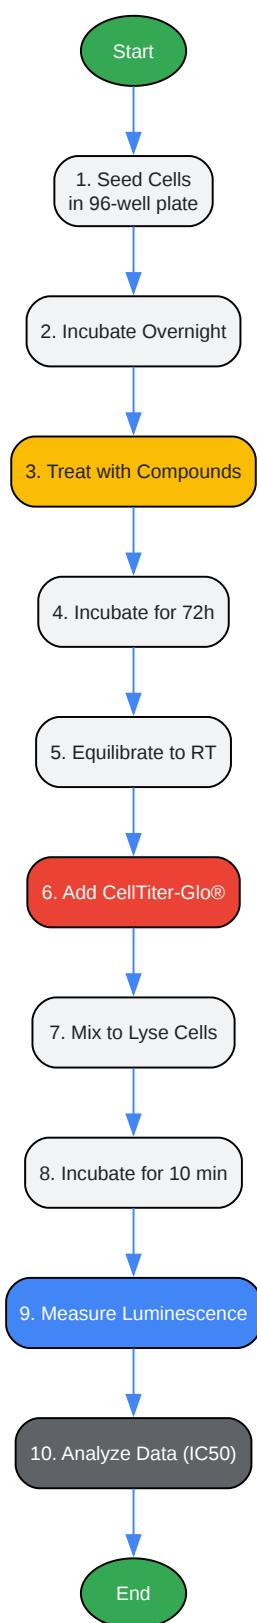 Start
1. Seed Cells
in 96-well plate
2. Incubate Overnight
3. Treat with Compounds
4. Incubate for 72h
5. Equilibrate to RT
6. Add CellTiter-Glo®
7. Mix to Lyse Cells
8. Incubate for 10 min
9. Measure Luminescence
10. Analyze Data (IC50)
End